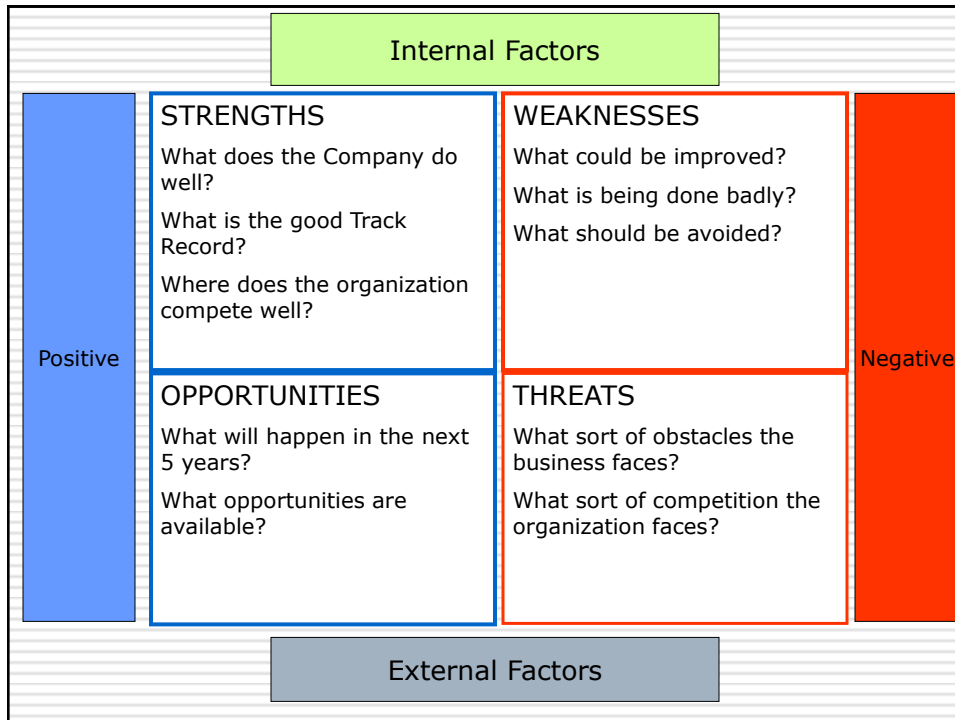 Internal Factors
Positive
STRENGTHS
What does the Company do
well?
What is the good Track
Record?
Where does the organization
compete well?
WEAKNESSES
What could be improved?
What is being done badly?
What should be avoided?
Negative
OPPORTUNITIES
What will happen in the next
5 years?
What opportunities are
available?
THREATS
What sort of obstacles the
business faces?
What sort of competition the
organization faces?
External Factors